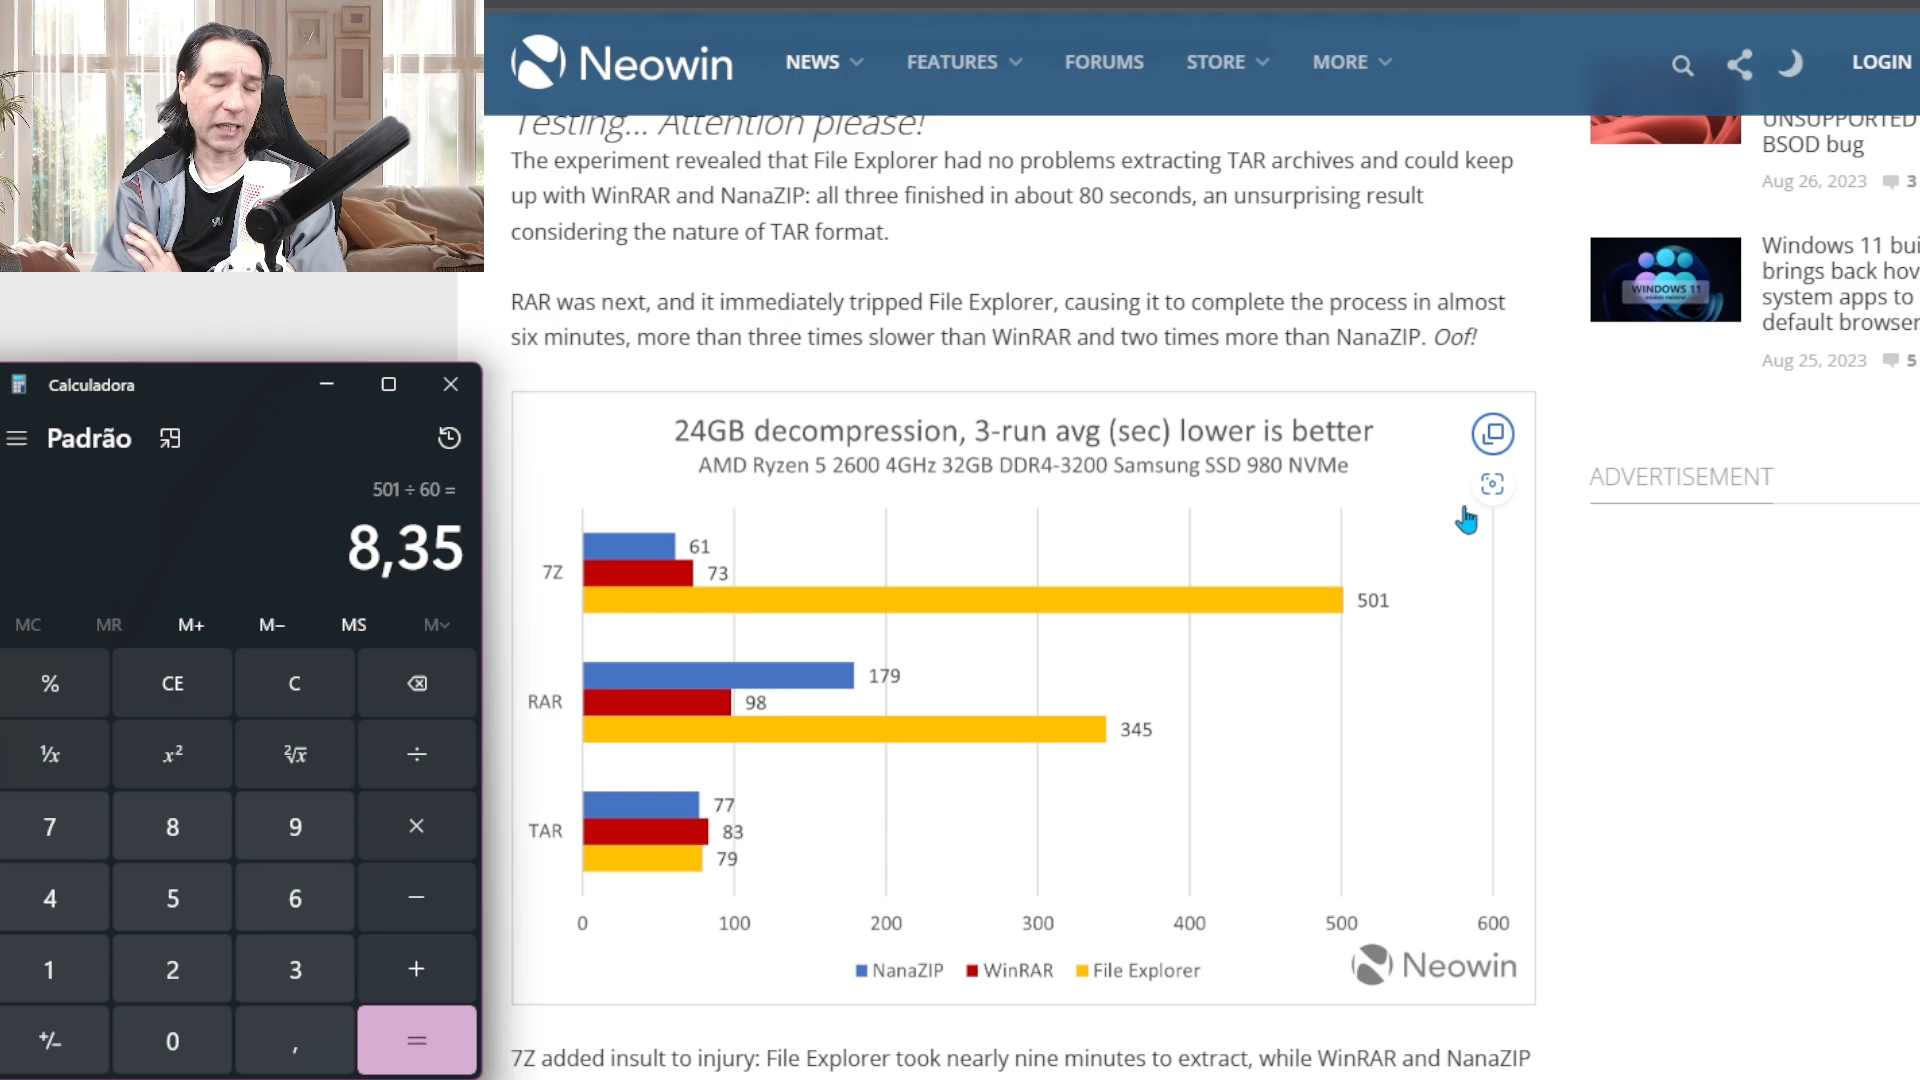 Neowin
NEWS
FEATURES
FORUMS
STORE
MORE
LOGIN
Testing... Attention please!
The experiment revealed that File Explorer had no problems extracting TAR archives and could keep
up with WinRAR and NanaZIP: all three finished in about 80 seconds, an unsurprising result
considering the nature of TAR format.
RAR was next, and it immediately tripped File Explorer, causing it to complete the process in almost
six minutes, more than three times slower than WinRAR and two times more than NanaZIP. Oof!
24GB decompression, 3-run avg (sec) lower is better
AMD Ryzen 5 2600 4GHz 32GB DDR4-3200 Samsung SSD 980 NVMe
7Z
61
73
501
RAR
179
98
345
TAR
77
83
79
0 100 200 300 400 500 600
NanaZIP WinRAR File Explorer
Neowin
7Z added insult to injury: File Explorer took nearly nine minutes to extract, while WinRAR and NanaZIP
UNSUPPORTED
BSOD bug
Aug 26, 2023 3
WINDOWS 11
Windows 11 bui
brings back hov
system apps to
default browser
Aug 25, 2023 5
ADVERTISEMENT
Calculadora
Padrão
501 ÷ 60 =
8,35
MC MR M+ M− MS M
% CE C
⅟x x² ²√x ÷
7 8 9 ×
4 5 6 −
1 2 3 +
+/− 0 , =